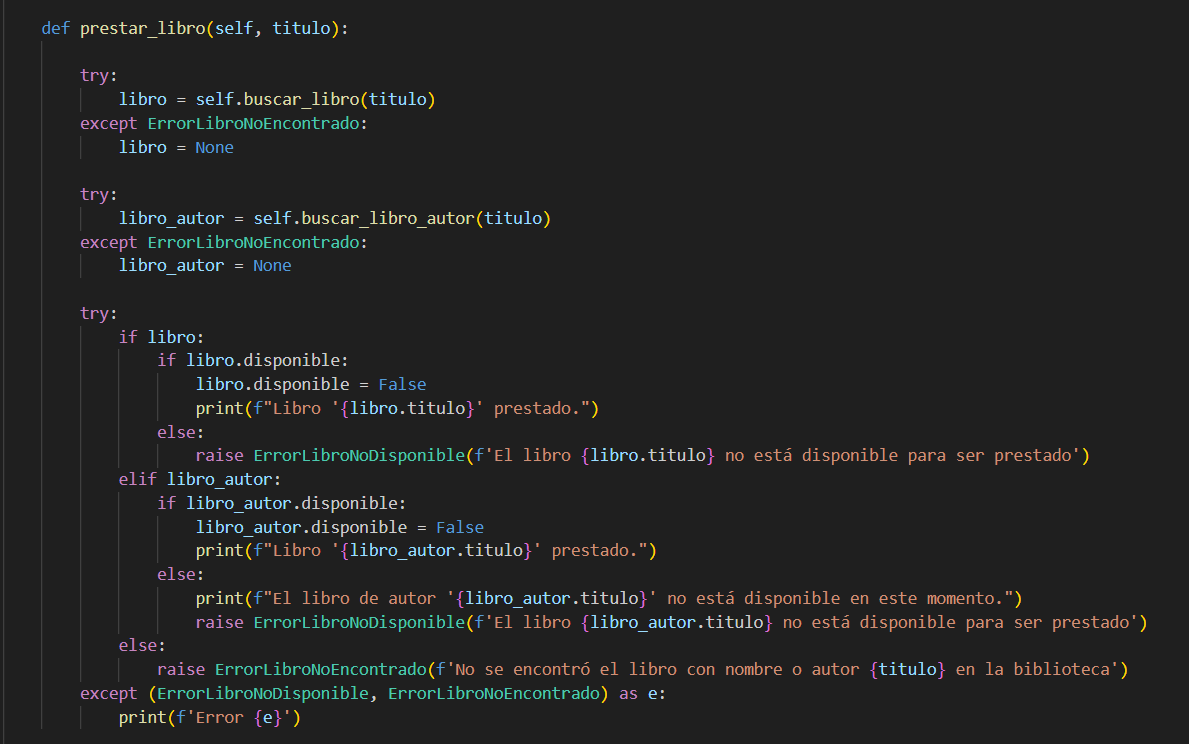 def prestar_libro(self, titulo):
try:
libro = self.buscar_libro(titulo)
except ErrorLibroNoEncontrado:
libro = None
try:
libro_autor = self.buscar_libro_autor(titulo)
except ErrorLibroNoEncontrado:
libro_autor = None
try:
if libro:
if libro.disponible:
libro.disponible = False
print(f"Libro '{libro.titulo}' prestado.")
else:
raise ErrorLibroNoDisponible(f'El libro {libro.titulo} no está disponible para ser prestado')
elif libro_autor:
if libro_autor.disponible:
libro_autor.disponible = False
print(f"Libro '{libro_autor.titulo}' prestado.")
else:
print(f"El libro de autor '{libro_autor.titulo}' no está disponible en este momento.")
raise ErrorLibroNoDisponible(f'El libro {libro_autor.titulo} no está disponible para ser prestado')
else:
raise ErrorLibroNoEncontrado(f'No se encontró el libro con nombre o autor {titulo} en la biblioteca')
except (ErrorLibroNoDisponible, ErrorLibroNoEncontrado) as e:
print(f'Error {e}')